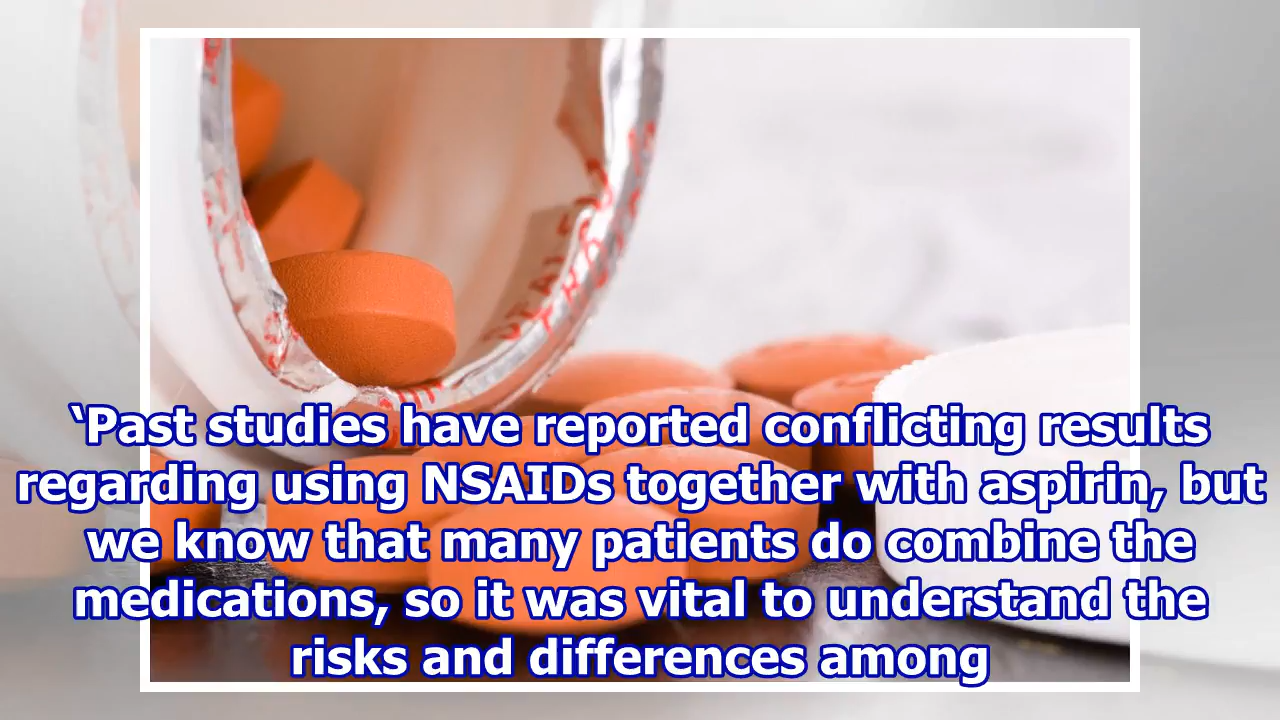 ‘Past studies have reported conflicting results
regarding using NSAIDs together with aspirin, but
we know that many patients do combine the
medications, so it was vital to understand the
risks and differences among